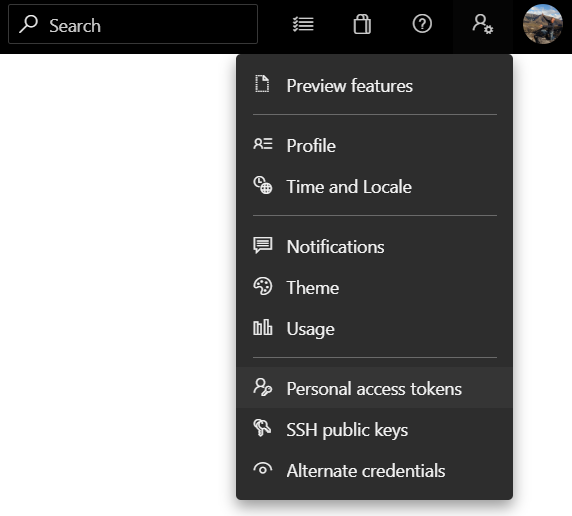 Search
Preview features
Profile
Time and Locale
Notifications
Theme
Usage
Personal access tokens
SSH public keys
Alternate credentials